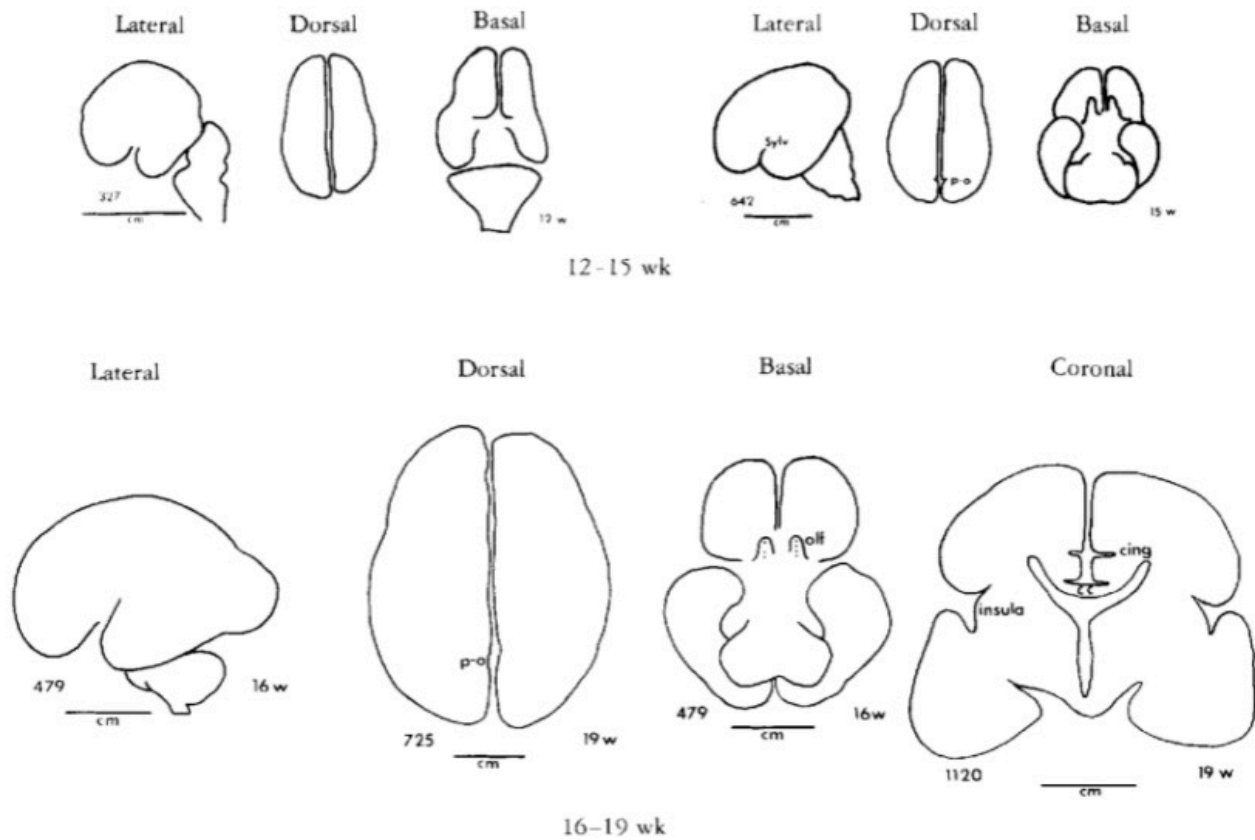 Lateral Dorsal Basal Lateral Dorsal Basal
Sylv
p-o
327
cm
12 w
642
cm
15 w
12-15 wk
Lateral Dorsal Basal Coronal
olf
cing
cc
insula
p-o
479
cm
16 w
725
cm
19 w
479
cm
16w
1120
cm
19 w
16-19 wk